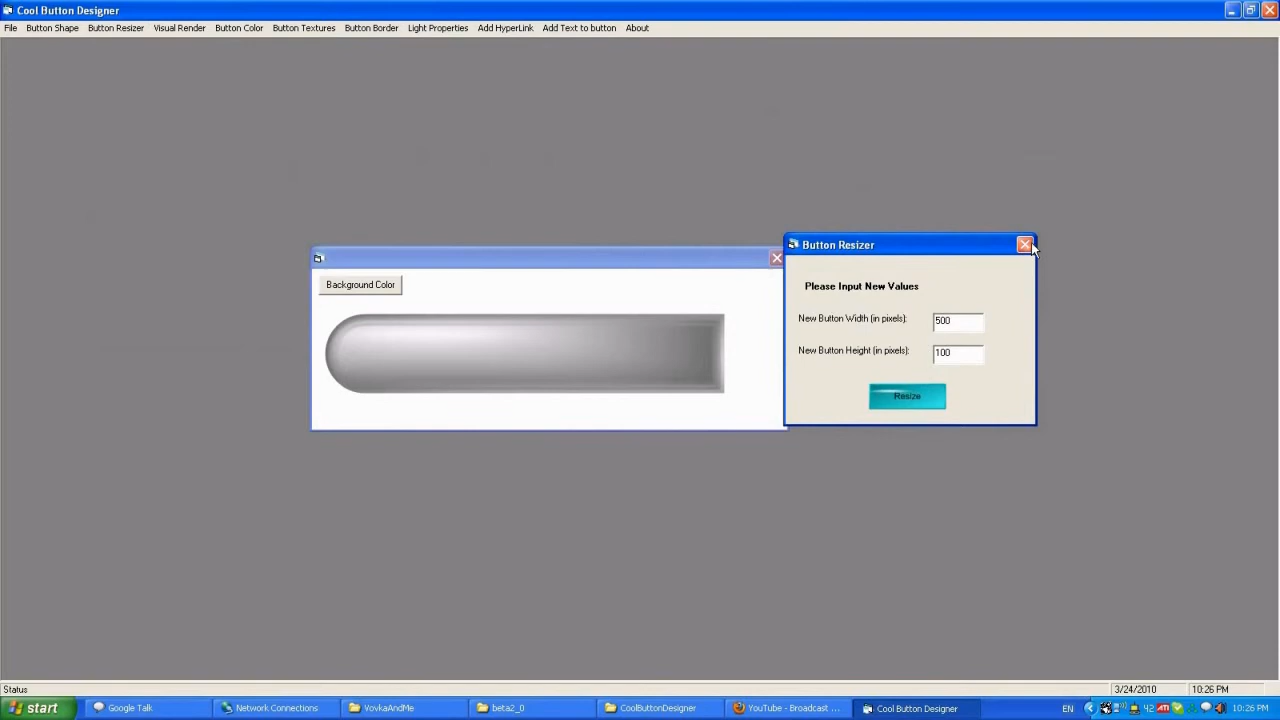 Cool Button Designer
File Button Shape Button Resizer Visual Render Button Color Button Textures Button Border Light Properties Add HyperLink Add Text to button About
Button Resizer
Background Color
Please Input New Values
New Button Width (in pixels): 500
New Button Height (in pixels): 100
Resize
Status 3/24/2010 10:26 PM
start Google Talk Network Connections VovkaAndMe beta2_0 CoolButtonDesigner YouTube - Broadcast ... Cool Button Designer EN 42 ATI 10:26 PM